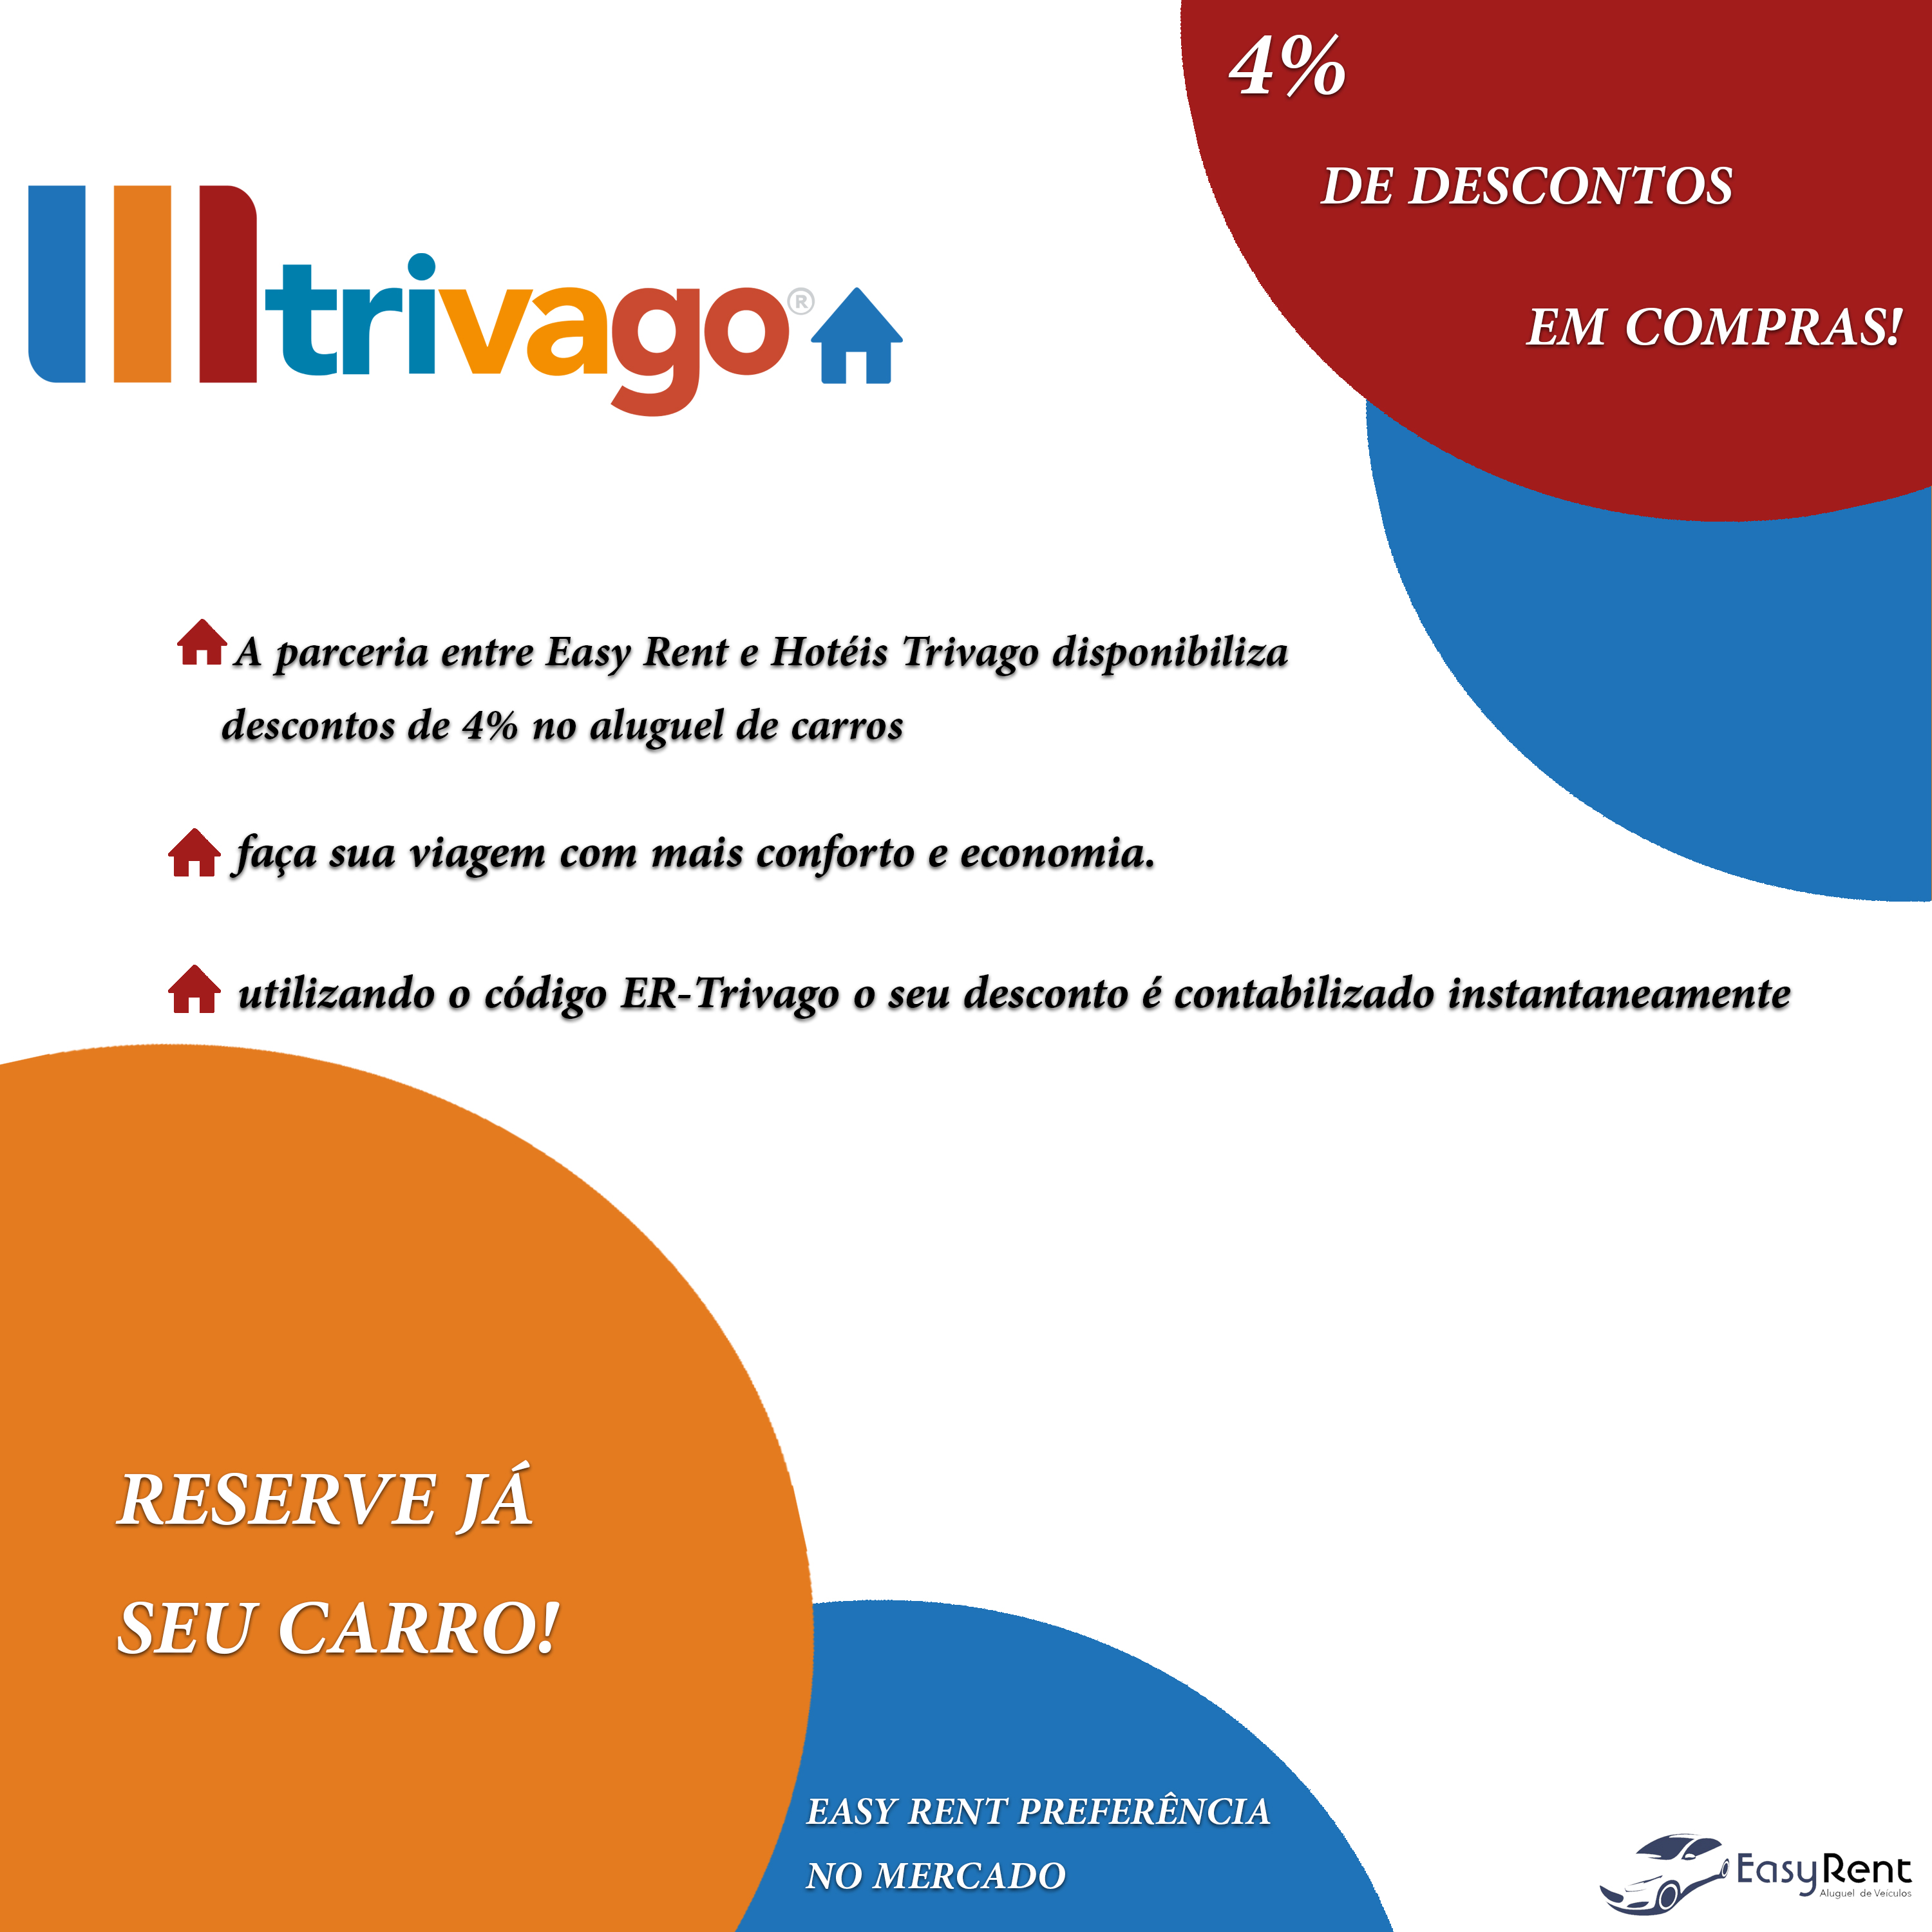 4%
DE DESCONTOS
EM COMPRAS!
trivago®
A parceria entre Easy Rent e Hotéis Trivago disponibiliza
descontos de 4% no aluguel de carros
faça sua viagem com mais conforto e economia.
utilizando o código ER-Trivago o seu desconto é contabilizado instantaneamente
RESERVE JÁ
SEU CARRO!
EASY RENT PREFERÊNCIA
NO MERCADO
EasyRent
Aluguel de Veículos